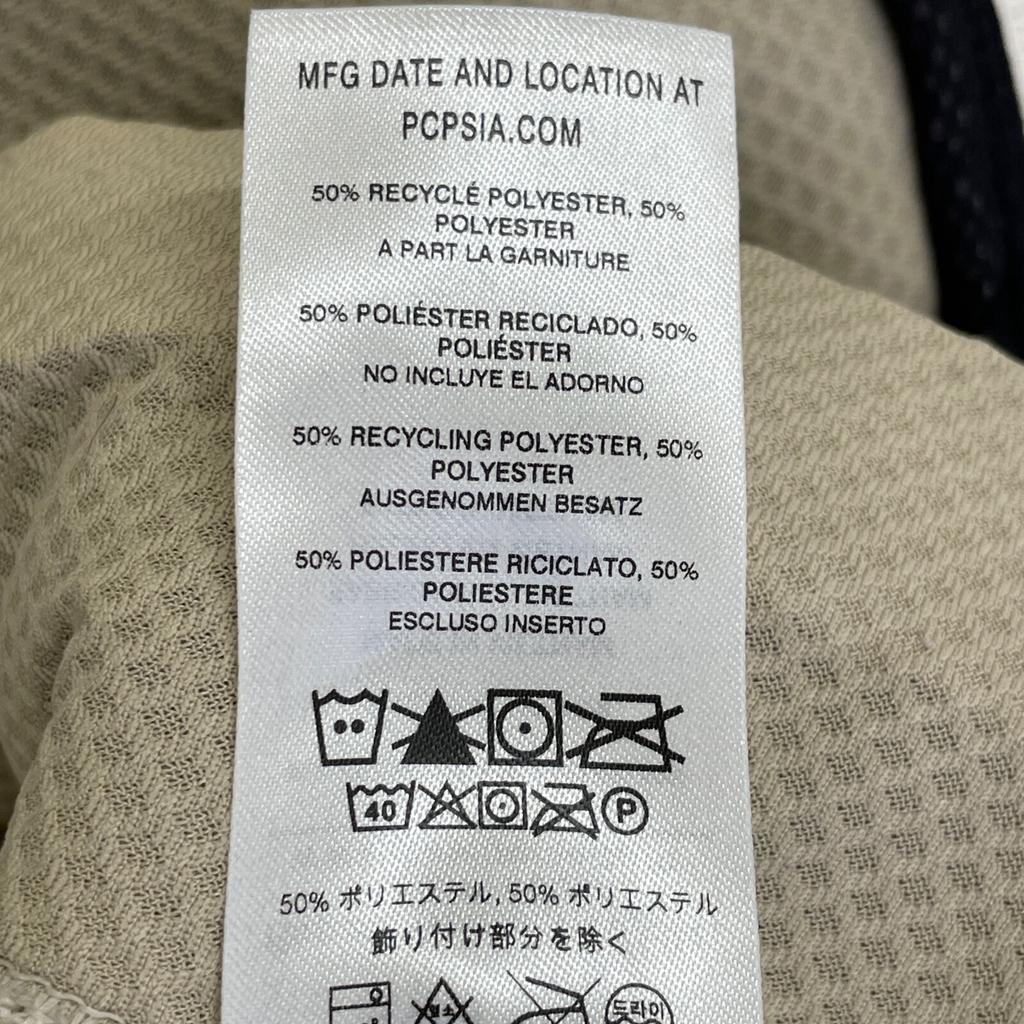 MFG DATE AND LOCATION AT
PCPSIA.COM
50% RECYCLÉ POLYESTER, 50%
POLYESTER
A PART LA GARNITURE
50% POLIÉSTER RECICLADO, 50%
POLIÉSTER
NO INCLUYE EL ADORNO
50% RECYCLING POLYESTER, 50%
POLYESTER
AUSGENOMMEN BESATZ
50% POLIESTERE RICICLATO, 50%
POLIESTERE
ESCLUSO INSERTO
40 P
50% ポリエステル, 50% ポリエステル
飾り付け部分を除く
드라이